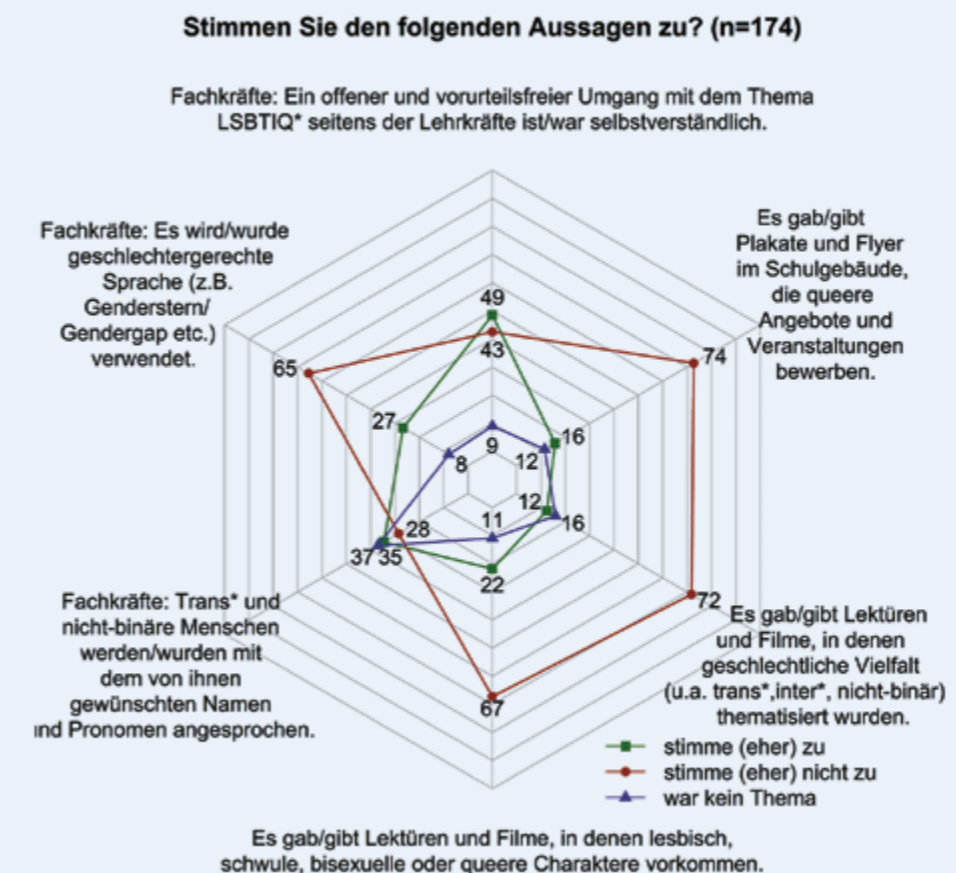 Stimmen Sie den folgenden Aussagen zu? (n=174)
Fachkräfte: Ein offener und vorurteilsfreier Umgang mit dem Thema
LSBTIQ* seitens der Lehrkräfte ist/war selbstverständlich.
Fachkräfte: Es wird/wurde
geschlechtergerechte
Sprache (z.B.
Genderstern/
Gendergap etc.)
verwendet.
Es gab/gibt
Plakate und Flyer
im Schulgebäude,
die queere
Angebote und
Veranstaltungen
bewerben.
49
43
74
65
27
16
9
12
8
12
11
16
28
37 35
22
72
67
Fachkräfte: Trans* und
nicht-binäre Menschen
werden/wurden mit
dem von ihnen
gewünschten Namen
nd Pronomen angesprochen.
Es gab/gibt Lektüren
und Filme, in denen
geschlechtliche Vielfalt
(u.a. trans*,inter*, nicht-binär)
thematisiert wurden.
stimme (eher) zu
stimme (eher) nicht zu
war kein Thema
Es gab/gibt Lektüren und Filme, in denen lesbisch,
schwule, bisexuelle oder queere Charaktere vorkommen.